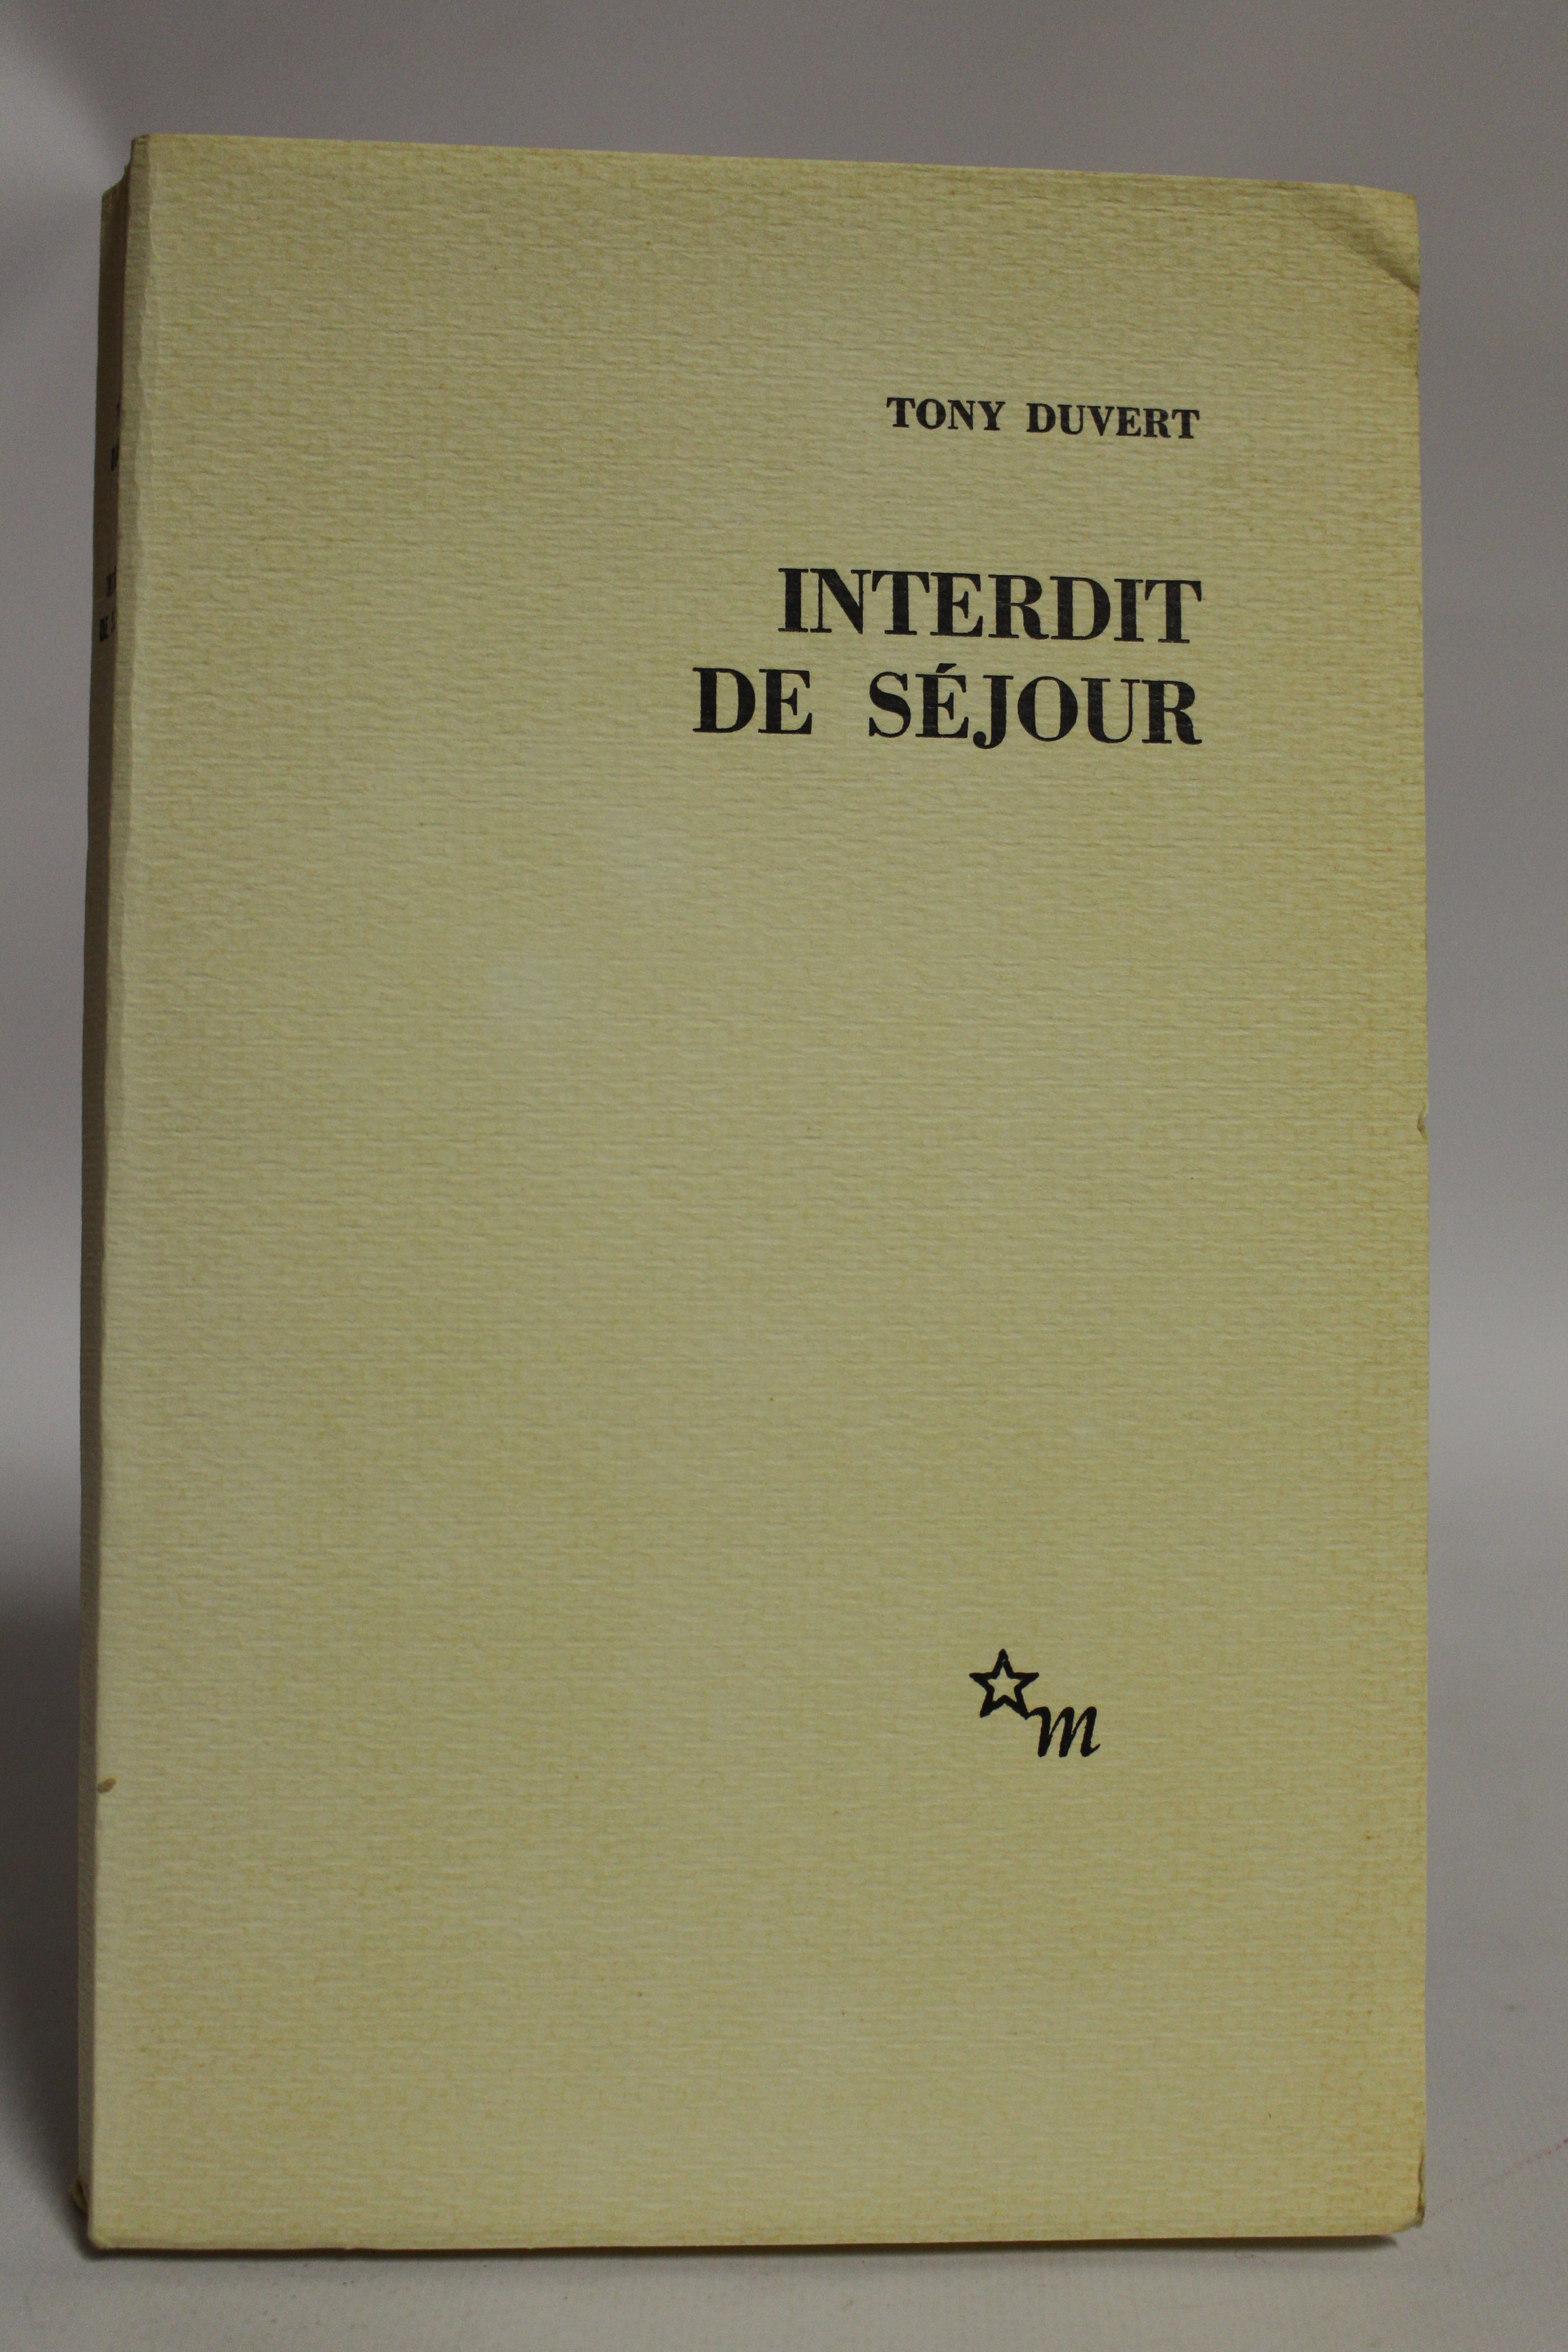 TONY DUVERT
INTERDIT
DE SÉJOUR
m